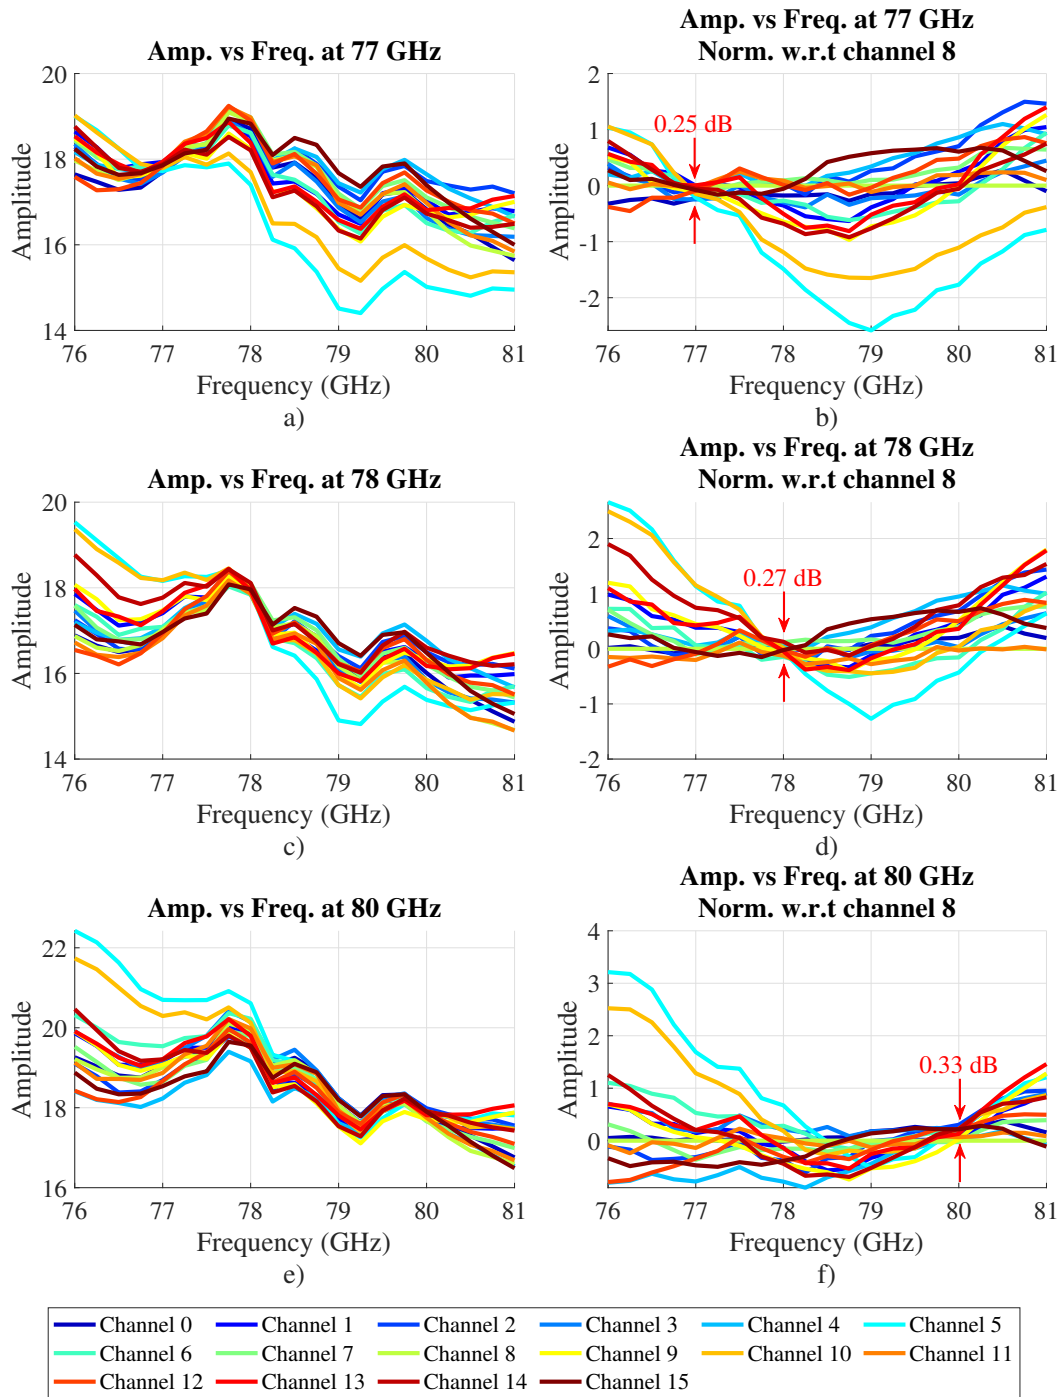 Amp. vs Freq. at 77 GHz
20
18
16
14
Amplitude
76 77 78 79 80 81
Frequency (GHz)
a)
Amp. vs Freq. at 77 GHz
Norm. w.r.t channel 8
2
1
0
-1
-2
Amplitude
0.25 dB
76 77 78 79 80 81
Frequency (GHz)
b)
Amp. vs Freq. at 78 GHz
20
18
16
14
Amplitude
76 77 78 79 80 81
Frequency (GHz)
c)
Amp. vs Freq. at 78 GHz
Norm. w.r.t channel 8
2
1
0
-1
-2
Amplitude
0.27 dB
76 77 78 79 80 81
Frequency (GHz)
d)
Amp. vs Freq. at 80 GHz
22
20
18
16
Amplitude
76 77 78 79 80 81
Frequency (GHz)
e)
Amp. vs Freq. at 80 GHz
Norm. w.r.t channel 8
4
3
2
1
0
Amplitude
0.33 dB
76 77 78 79 80 81
Frequency (GHz)
f)
Channel 0 Channel 1 Channel 2 Channel 3 Channel 4 Channel 5
Channel 6 Channel 7 Channel 8 Channel 9 Channel 10 Channel 11
Channel 12 Channel 13 Channel 14 Channel 15